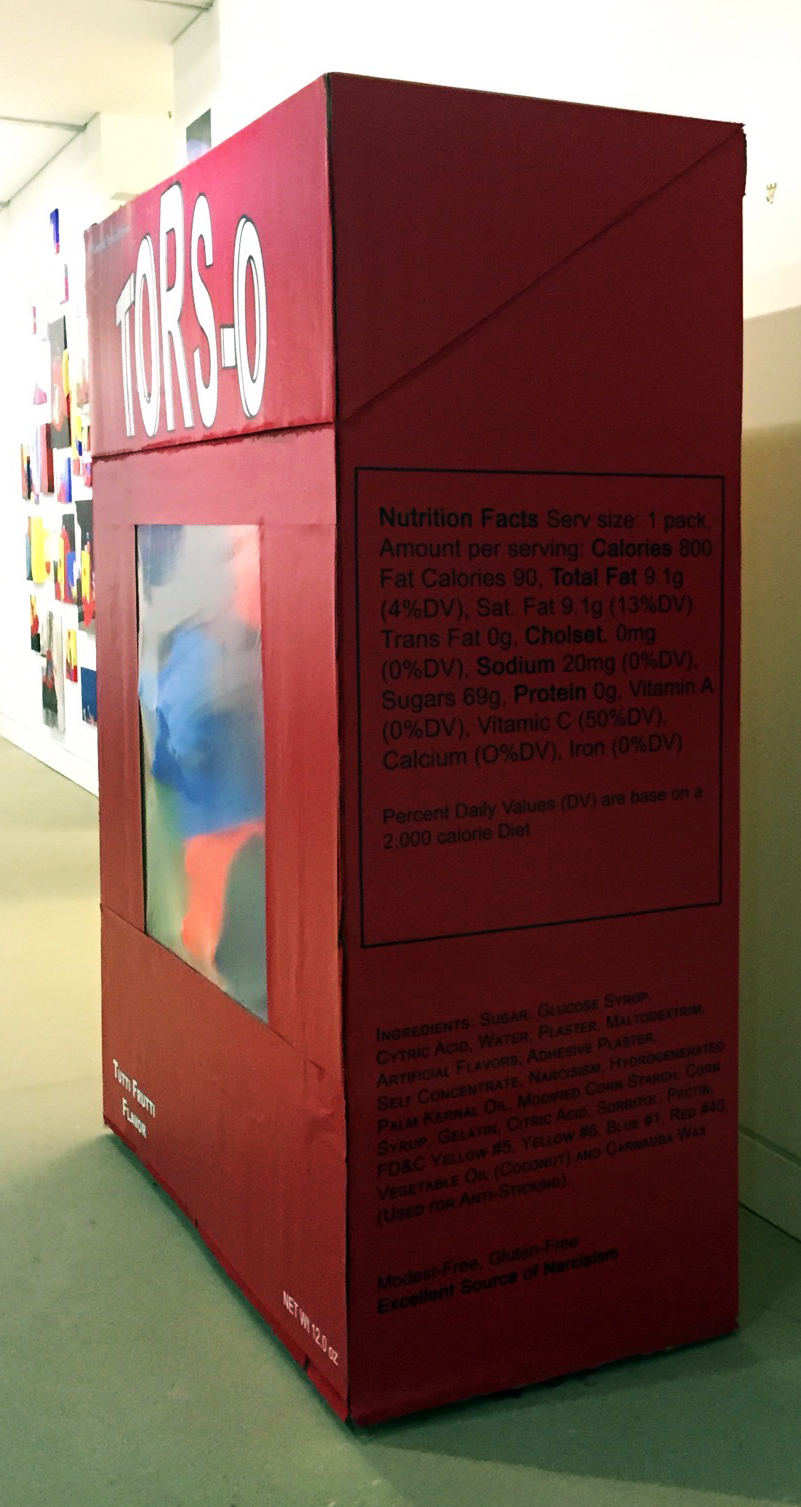 TORS-O
TUTTI FRUTTI
FLAVOR
NET Wt 12.0 oz
Nutrition Facts Serv size: 1 pack,
Amount per serving: Calories 800
Fat Calories 90, Total Fat 9.1g
(4%DV), Sat. Fat 9.1g (13%DV)
Trans Fat 0g, Cholset. 0mg
(0%DV), Sodium 20mg (0%DV),
Sugars 69g, Protein 0g, Vitamin A
(0%DV), Vitamic C (50%DV),
Calcium (O%DV), Iron (0%DV)
Percent Daily Values (DV) are base on a
2,000 calorie Diet
INGREDIENTS: SUGAR, GLUCOSE SYROP,
CYTRIC ACID, WATER, PLASTER, MALTODEXTRIM,
ARTIFICIAL FLAVORS, ADHESIVE PLASTER,
SELF CONCENTRATE, NARCISISM, HYDROGENERATED
PALM KERNAL OIL, MODIFIED CORN STARCH, CORN
SYRUP, GELATIN, CITRIC ACID, SORBITOL, PECTIN,
FD&C YELLOW #5, YELLOW #6, BLUE #1, RED #40,
VEGETABLE OIL (COCONUT) AND CARNAUBA WAX
(USED FOR ANTI-STICKING).
Modest-Free, Gluten-Free
Excellent Source of Narcisism